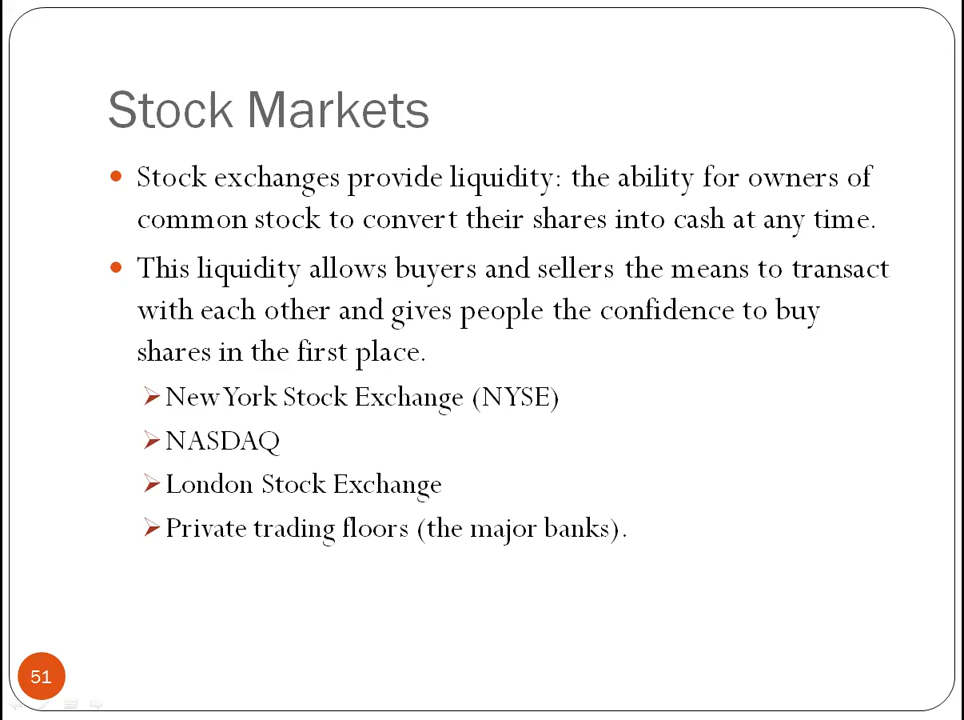 Stock Markets
Stock exchanges provide liquidity: the ability for owners of
common stock to convert their shares into cash at any time.
This liquidity allows buyers and sellers the means to transact
with each other and gives people the confidence to buy
shares in the first place.
New York Stock Exchange (NYSE)
NASDAQ
London Stock Exchange
Private trading floors (the major banks).
51